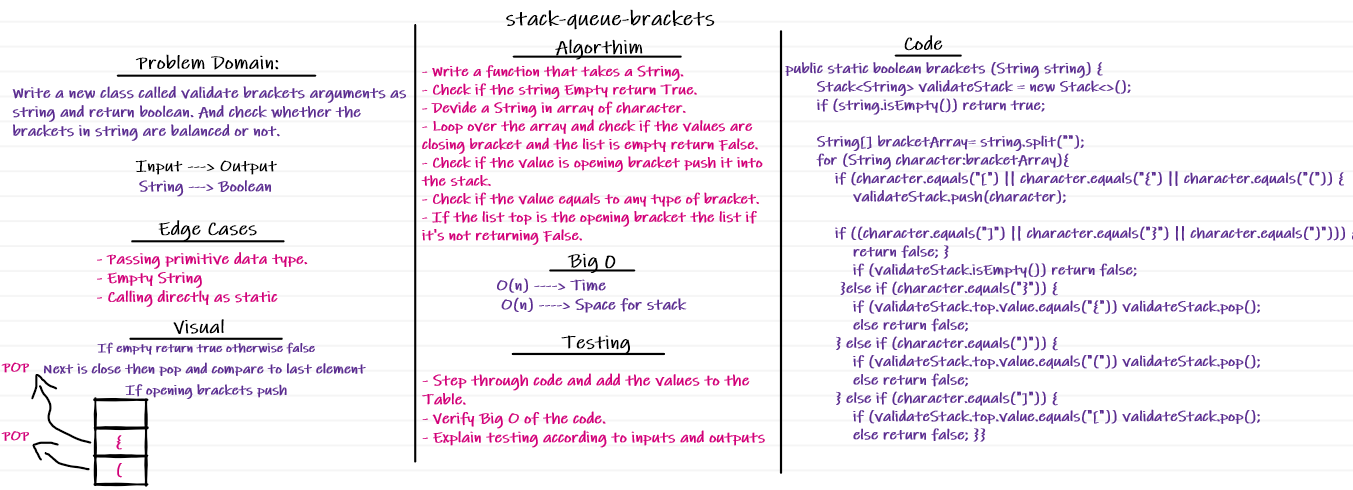 stack-queue-brackets
Problem Domain:
Write a new class called validate brackets arguments as
string and return boolean. And check whether the
brackets in string are balanced or not.
Input ---> Output
String ---> Boolean
Edge Cases
- Passing primitive data type.
- Empty String
- Calling directly as static
Visual
If empty return true otherwise false
POP Next is close then pop and compare to last element
If opening brackets push
POP
{
(
Algorthim
- Write a function that takes a String.
- Check if the string Empty return True.
- Devide a String in array of character.
- Loop over the array and check if the values are
closing bracket and the list is empty return False.
- Check if the value is opening bracket push it into
the stack.
- Check if the value equals to any type of bracket.
- If the list top is the opening bracket the list if
it's not returning False.
Big O
O(n) ----> Time
O(n) ----> Space for stack
Testing
- Step through code and add the values to the
Table.
- Verify Big O of the code.
- Explain testing according to inputs and outputs
Code
public static boolean brackets (String string) {
Stack<String> validateStack = new Stack<>();
if (string.isEmpty()) return true;
String[] bracketArray= string.split("");
for (String character:bracketArray){
if (character.equals("[") || character.equals("{") || character.equals("(")) {
validateStack.push(character);
if ((character.equals("]") || character.equals("}") || character.equals(")"))) {
return false; }
if (validateStack.isEmpty()) return false;
}else if (character.equals("}")) {
if (validateStack.top.value.equals("{")) validateStack.pop();
else return false;
} else if (character.equals(")")) {
if (validateStack.top.value.equals("(")) validateStack.pop();
else return false;
} else if (character.equals("]")) {
if (validateStack.top.value.equals("[")) validateStack.pop();
else return false; }}